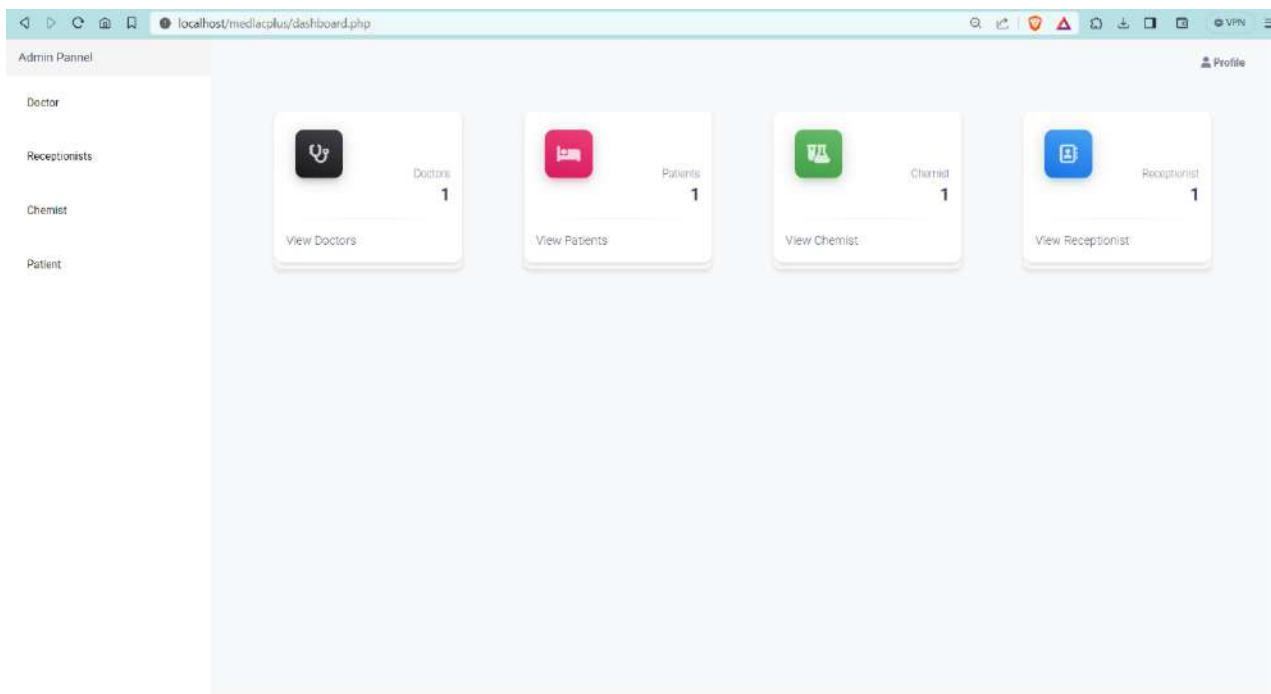 localhost/mediacplus/dashboard.php
VPN
Admin Pannel
Profile
Doctor
Receptionists
Chemist
Patient
Doctors
1
View Doctors
Patients
1
View Patients
Chemist
1
View Chemist
Receptionist
1
View Receptionist